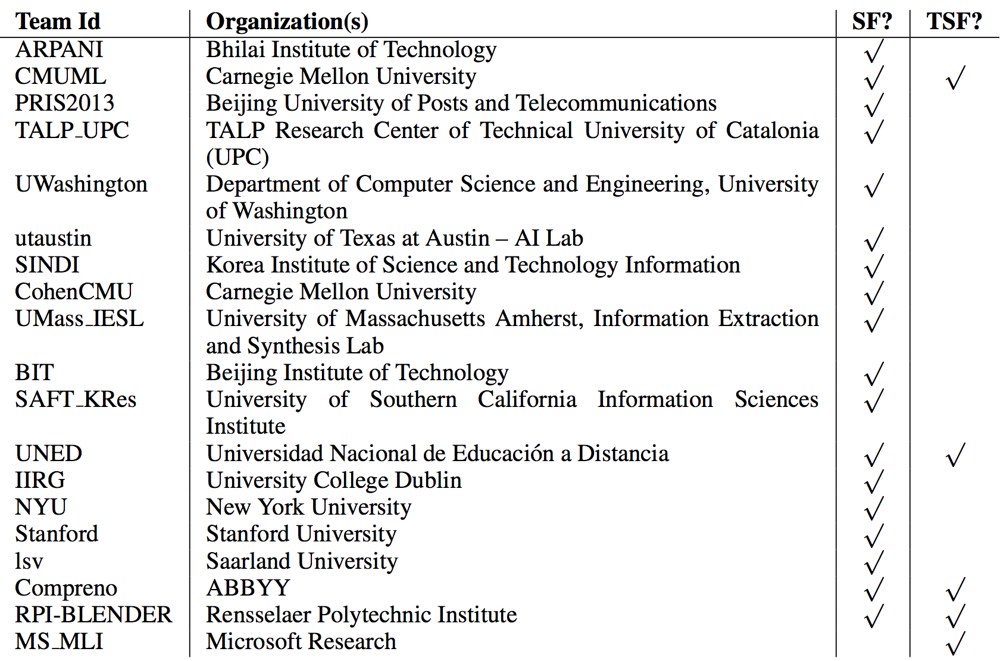 Team Id Organization(s) SF? TSF?
ARPANI Bhilai Institute of Technology √
CMUML Carnegie Mellon University √ √
PRIS2013 Beijing University of Posts and Telecommunications √
TALP_UPC TALP Research Center of Technical University of Catalonia √
(UPC)
UWashington Department of Computer Science and Engineering, University √
of Washington
utaustin University of Texas at Austin – AI Lab √
SINDI Korea Institute of Science and Technology Information √
CohenCMU Carnegie Mellon University √
UMass_IESL University of Massachusetts Amherst, Information Extraction √
and Synthesis Lab
BIT Beijing Institute of Technology √
SAFT_KRes University of Southern California Information Sciences √
Institute
UNED Universidad Nacional de Educación a Distancia √ √
IIRG University College Dublin √
NYU New York University √
Stanford Stanford University √
lsv Saarland University √
Compreno ABBYY √ √
RPI-BLENDER Rensselaer Polytechnic Institute √ √
MS_MLI Microsoft Research √